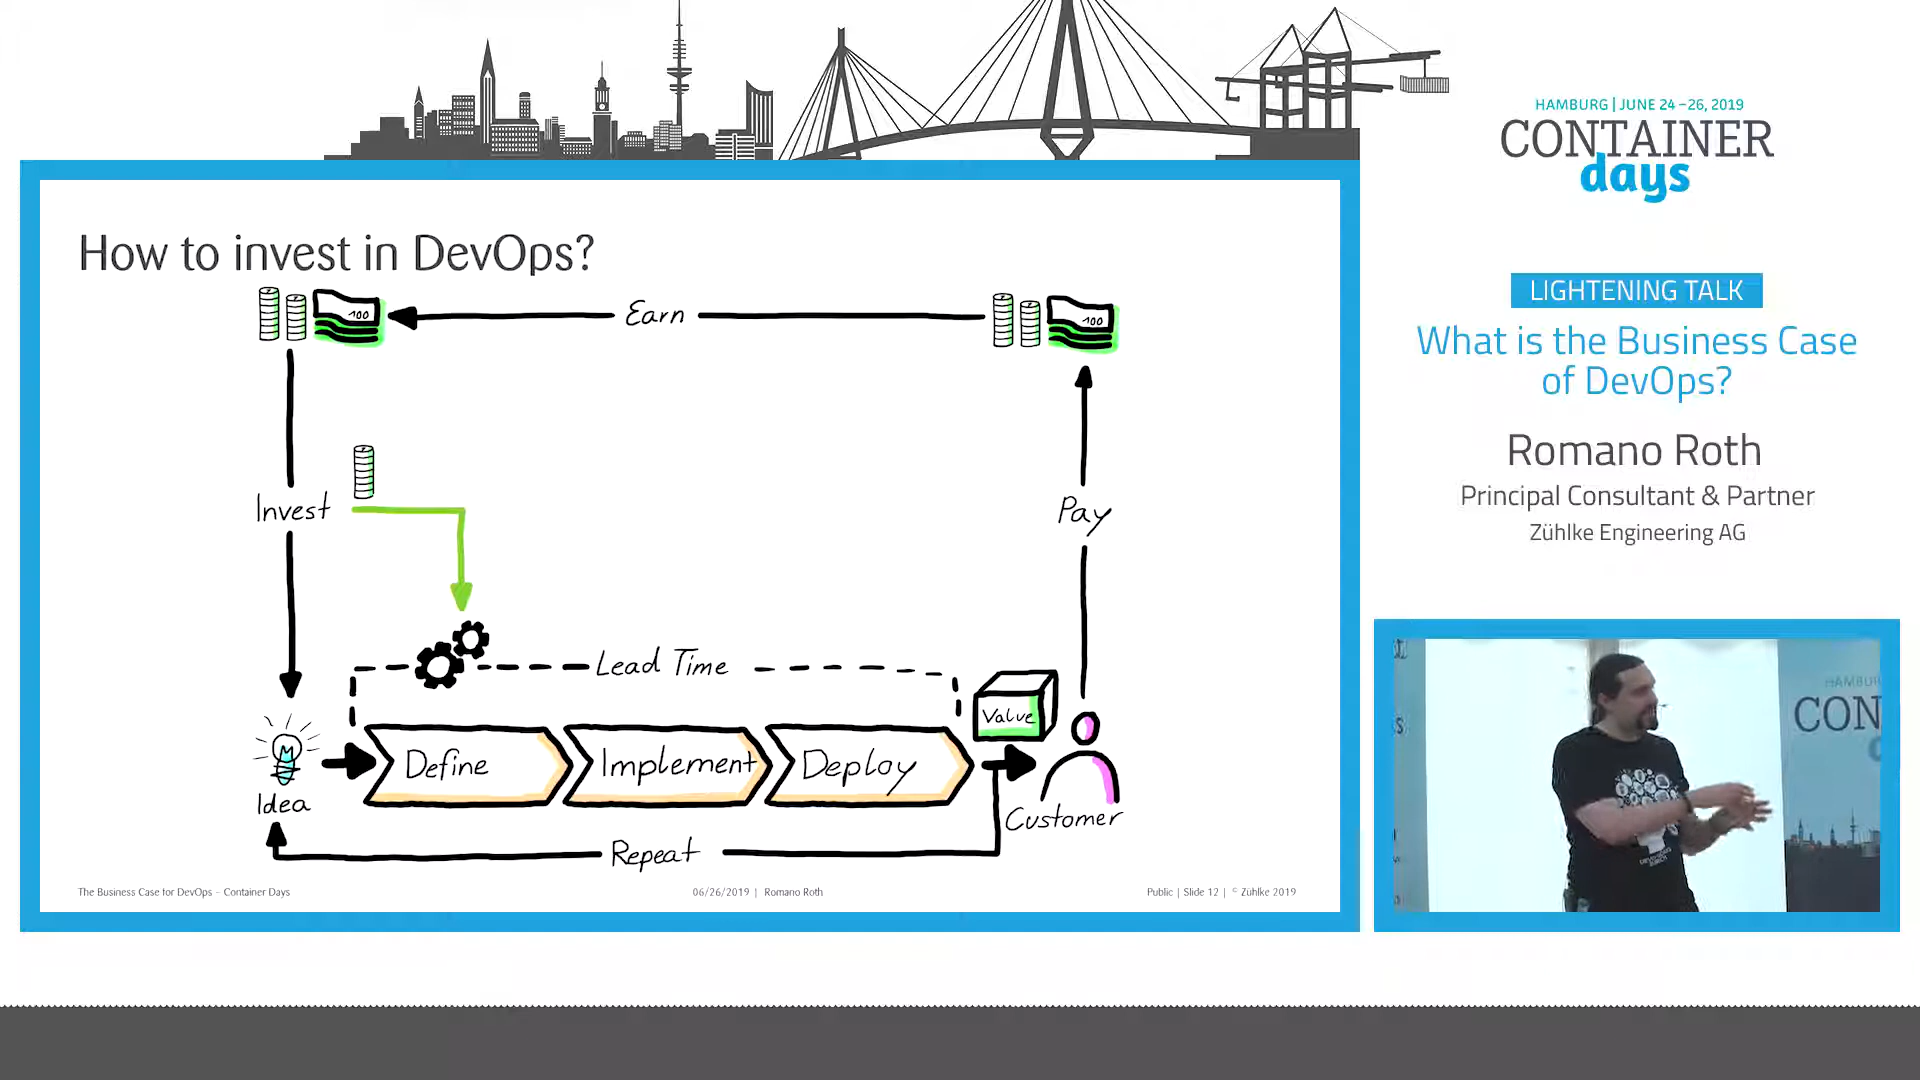 HAMBURG | JUNE 24 – 26, 2019
CONTAINER
days
LIGHTENING TALK
What is the Business Case
of DevOps?
Romano Roth
Principal Consultant & Partner
Zühlke Engineering AG
How to invest in DevOps?
100
Earn
100
Invest
Pay
Lead Time
Value
Define
Implement
Deploy
Idea
Customer
Repeat
The Business Case for DevOps – Container Days
06/26/2019 | Romano Roth
Public | Slide 12 | © Zühlke 2019
CON